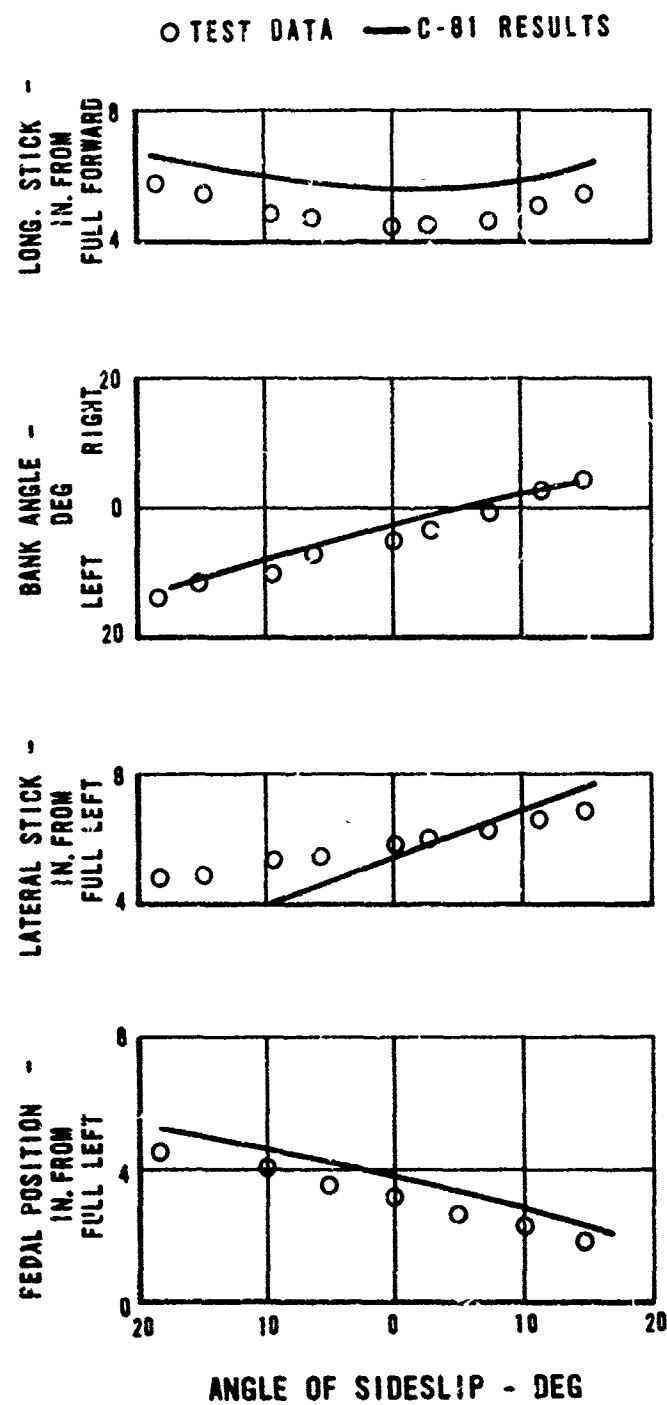 O TEST DATA — C-81 RESULTS
LONG. STICK -
IN. FROM
FULL FORWARD
8
4
BANK ANGLE -
DEG
LEFT RIGHT
20
0
20
LATERAL STICK -
IN. FROM
FULL LEFT
8
4
PEDAL POSITION -
IN. FROM
FULL LEFT
8
4
0
20 10 0 10 20
ANGLE OF SIDESLIP - DEG